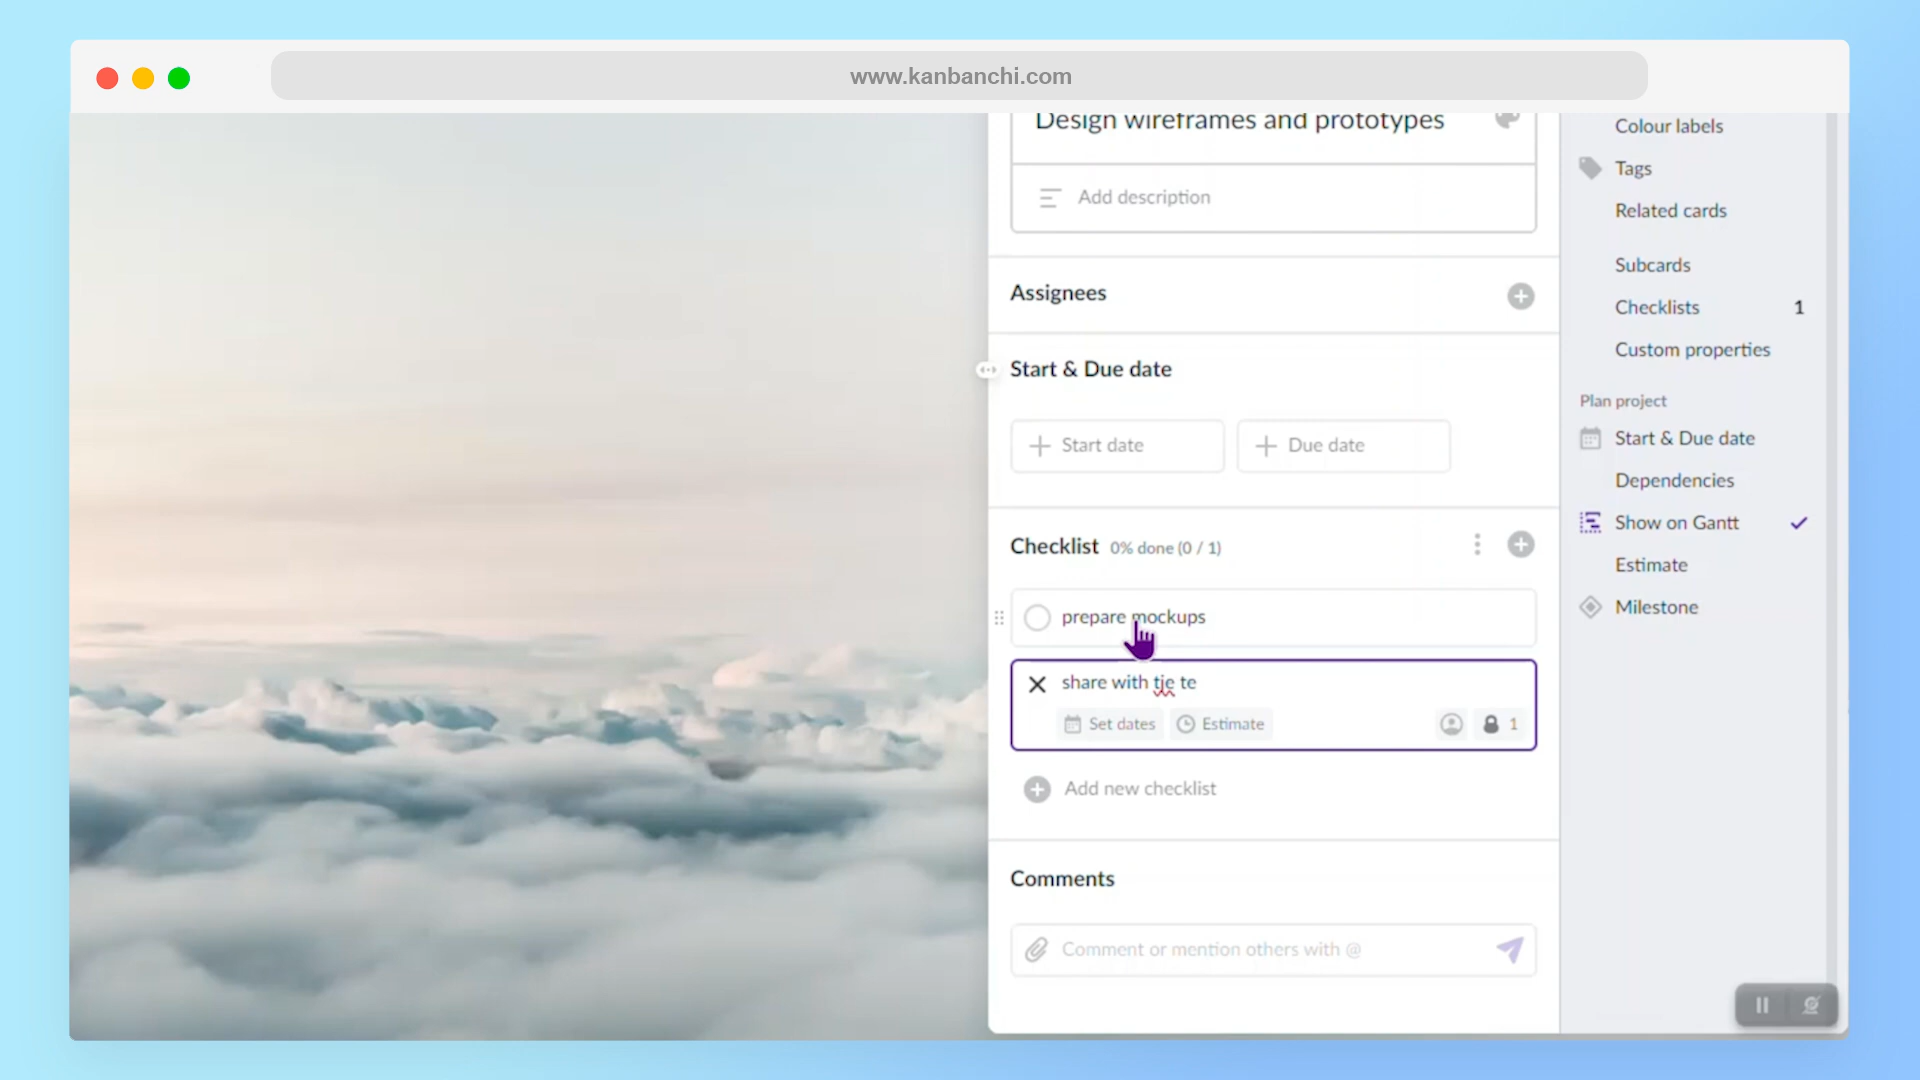 www.kanbanchi.com
Design wireframes and prototypes
Add description
Assignees
Start & Due date
Start date
Due date
Checklist 0% done (0 / 1)
prepare mockups
share with tje te
Set dates
Estimate
1
Add new checklist
Comments
Comment or mention others with @
Colour labels
Tags
Related cards
Subcards
Checklists 1
Custom properties
Plan project
Start & Due date
Dependencies
Show on Gantt
Estimate
Milestone